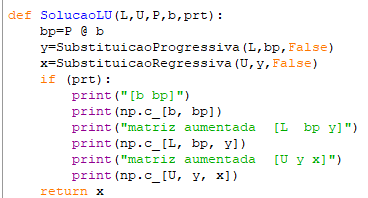 def SolucaoLU(L,U,P,b,prt):
    bp=P @ b
    y=SubstituicaoProgressiva(L,bp,False)
    x=SubstituicaoRegressiva(U,y,False)
    if (prt):
        print("[b bp]")
        print(np.c_[b, bp])
        print("matriz aumentada  [L  bp y]")
        print(np.c_[L, bp, y])
        print("matriz aumentada  [U y x]")
        print(np.c_[U, y, x])
    return x